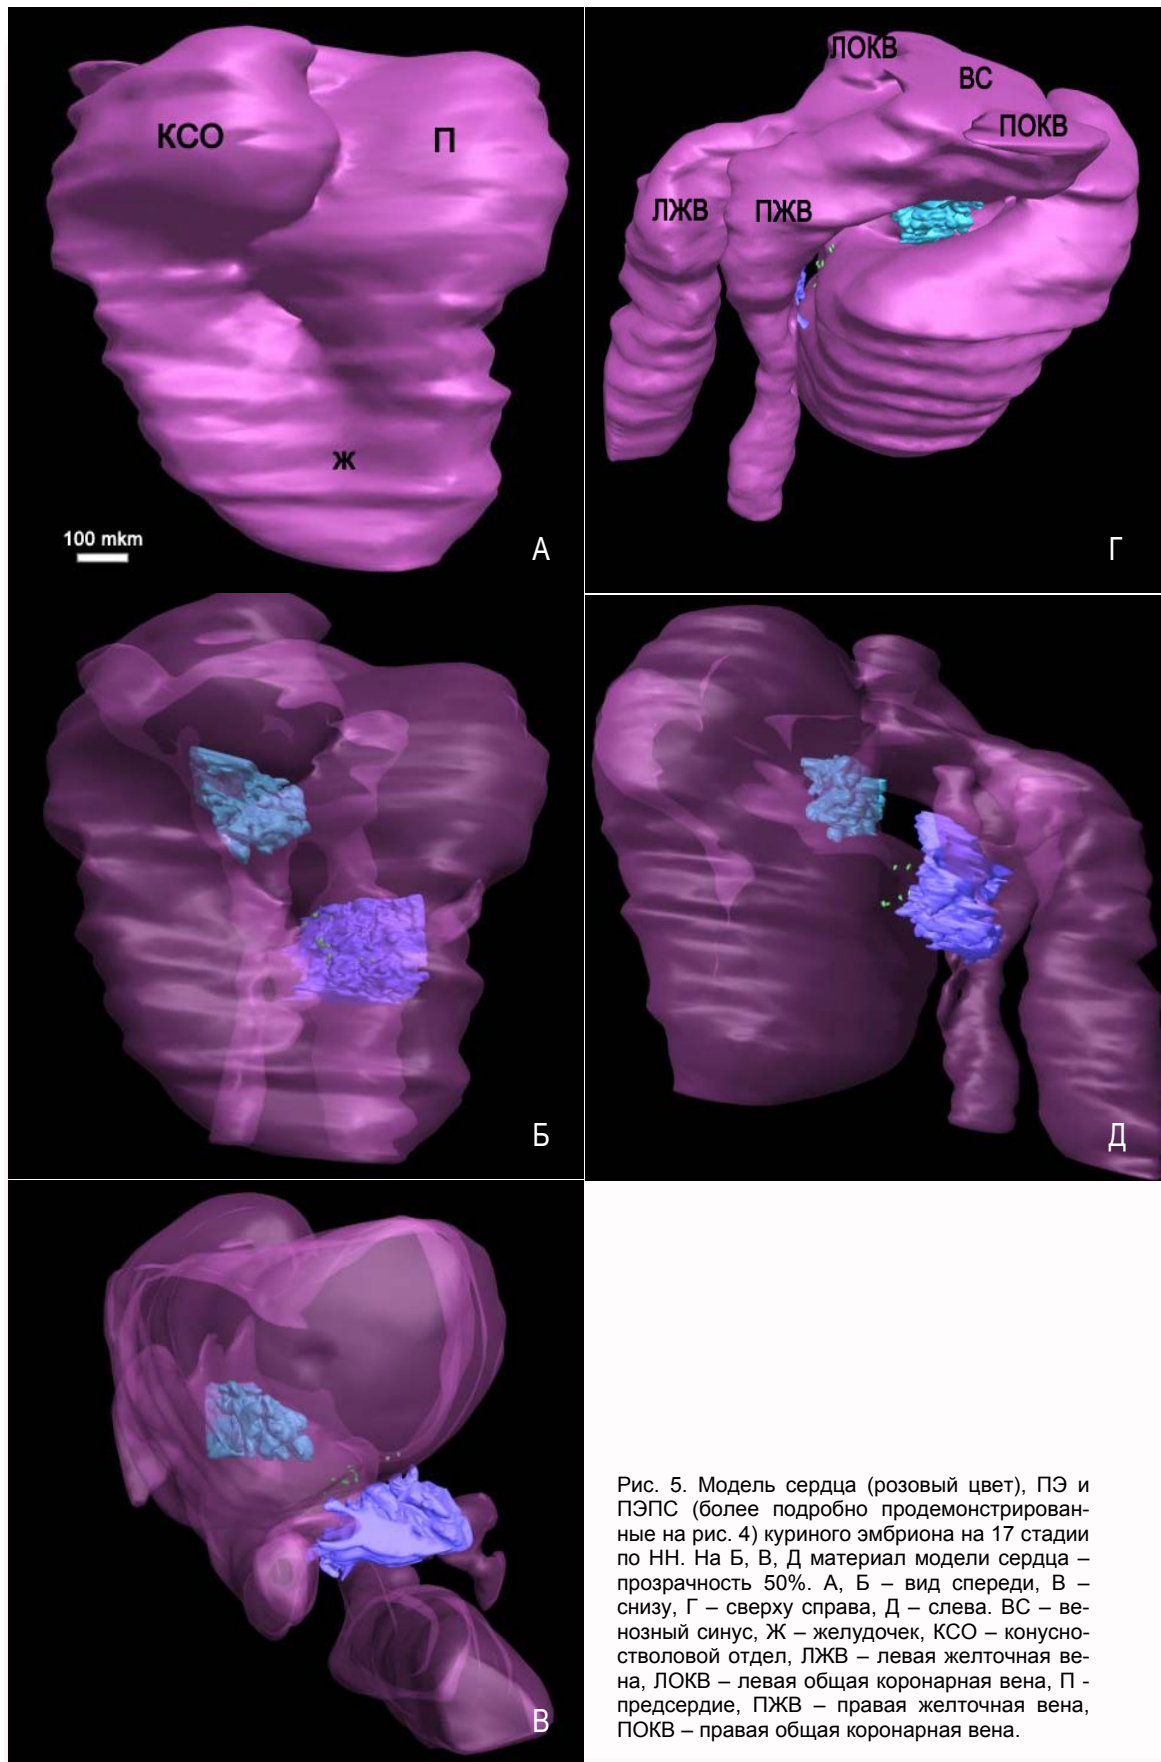 КСО
П
Ж
100 mkm
А
ЛОКВ
ВС
ПОКВ
ЛЖВ
ПЖВ
Г
Б
Д
В
Рис. 5. Модель сердца (розовый цвет), ПЭ и
ПЭПС (более подробно продемонстрирован-
ные на рис. 4) куриного эмбриона на 17 стадии
по НН. На Б, В, Д материал модели сердца –
прозрачность 50%. А, Б – вид спереди, В –
снизу, Г – сверху справа, Д – слева. ВС – ве-
нозный синус, Ж – желудочек, КСО – конусно-
стволовой отдел, ЛЖВ – левая желточная ве-
на, ЛОКВ – левая общая коронарная вена, П -
предсердие, ПЖВ – правая желточная вена,
ПОКВ – правая общая коронарная вена.